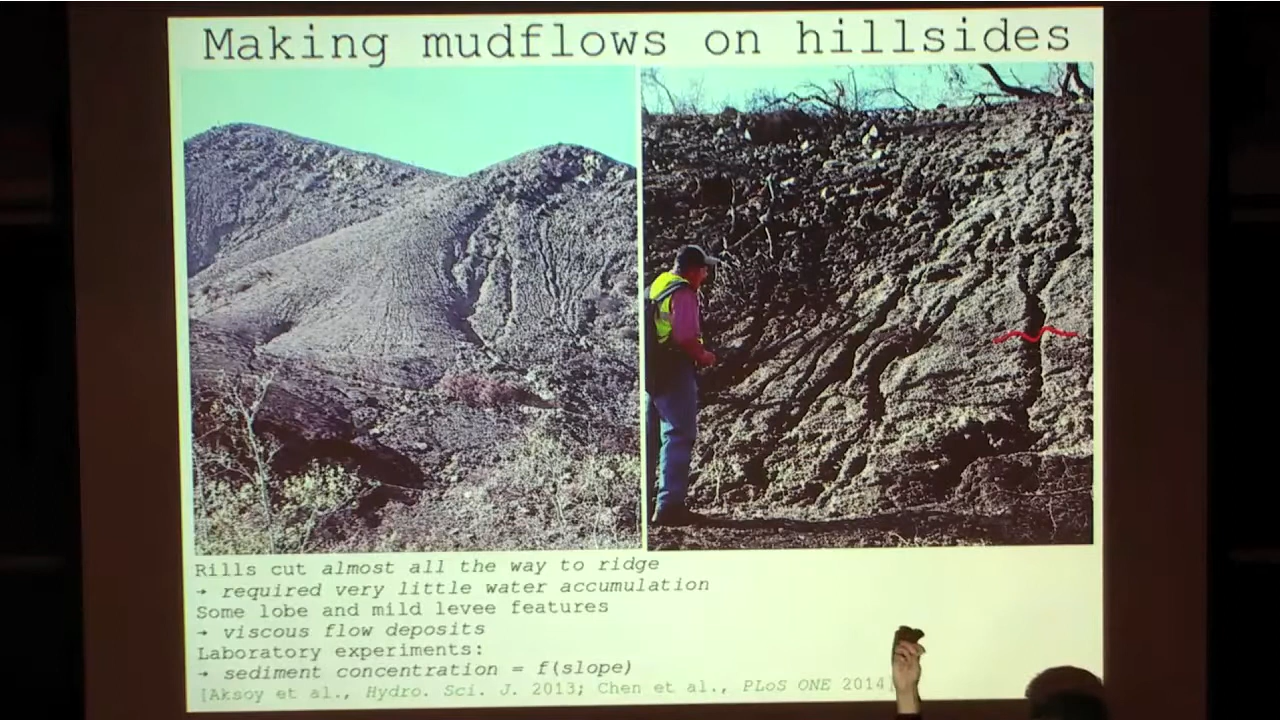 Making mudflows on hillsides
Rills cut almost all the way to ridge
→ required very little water accumulation
Some lobe and mild levee features
→ viscous flow deposits
Laboratory experiments:
→ sediment concentration = f(slope)
[Aksoy et al., Hydro. Sci. J. 2013; Chen et al., PLoS ONE 2014]